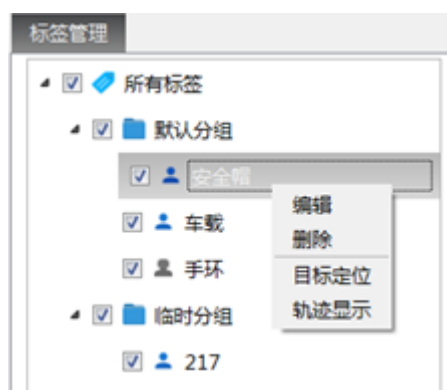 标签管理
所有标签
默认分组
安全帽
编辑
车载
删除
手环
目标定位
轨迹显示
临时分组
217